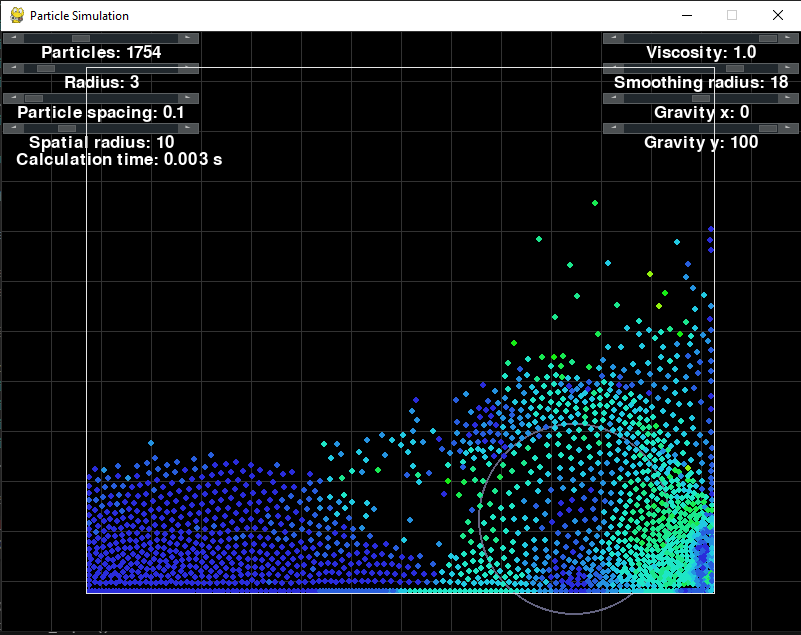 Particle Simulation
Particles: 1754
Radius: 3
Particle spacing: 0.1
Spatial radius: 10
Calculation time: 0.003 s
Viscosity: 1.0
Smoothing radius: 18
Gravity x: 0
Gravity y: 100